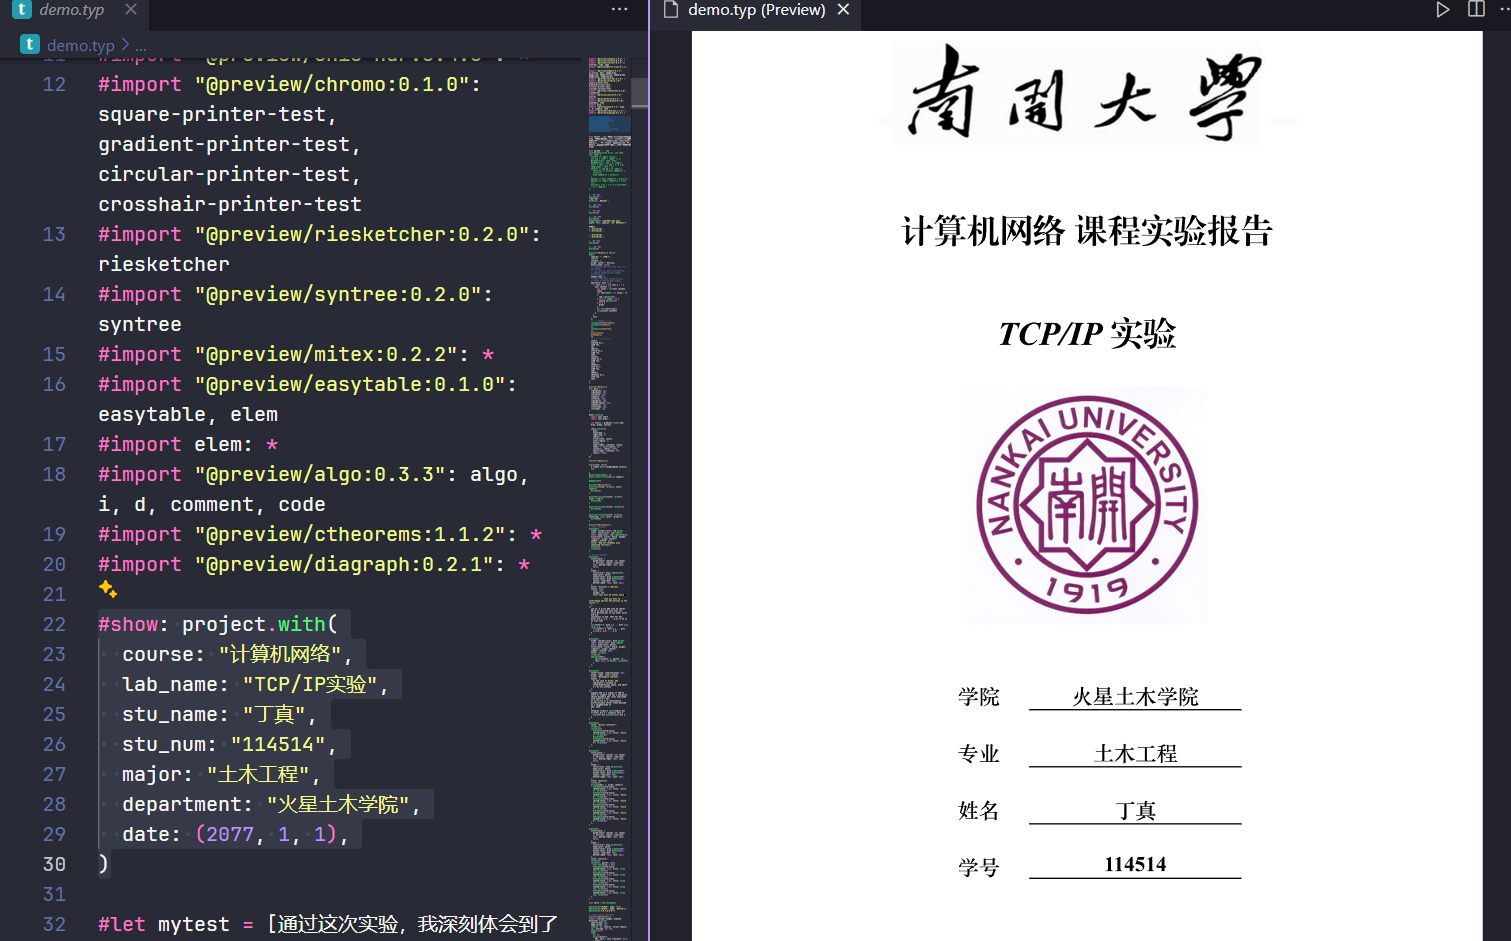 demo.typ
demo.typ > ...
12 #import "@preview/chromo:0.1.0":
square-printer-test,
gradient-printer-test,
circular-printer-test,
crosshair-printer-test
13 #import "@preview/riesketcher:0.2.0":
riesketcher
14 #import "@preview/syntree:0.2.0":
syntree
15 #import "@preview/mitex:0.2.2": *
16 #import "@preview/easytable:0.1.0":
easytable, elem
17 #import elem: *
18 #import "@preview/algo:0.3.3": algo,
i, d, comment, code
19 #import "@preview/ctheorems:1.1.2": *
20 #import "@preview/diagraph:0.2.1": *
21
22 #show: project.with(
23 course: "计算机网络",
24 lab_name: "TCP/IP实验",
25 stu_name: "丁真",
26 stu_num: "114514",
27 major: "土木工程",
28 department: "火星土木学院",
29 date: (2077, 1, 1),
30 )
31
32 #let mytest = [通过这次实验，我深刻体会到了
demo.typ (Preview)
南開大學
计算机网络 课程实验报告
TCP/IP 实验
NANKAI UNIVERSITY
南開
1919
学院 火星土木学院
专业 土木工程
姓名 丁真
学号 114514